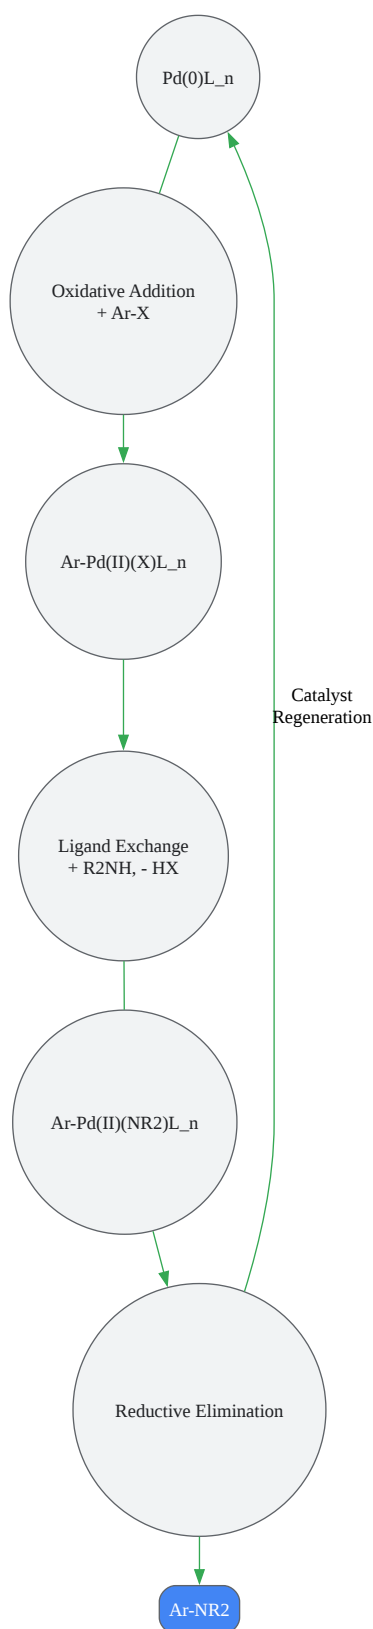 Pd(0)L_n
Oxidative Addition
+ Ar-X
Ar-Pd(II)(X)L_n
Catalyst
Regeneration
Ligand Exchange
+ R2NH, - HX
Ar-Pd(II)(NR2)L_n
Reductive Elimination
Ar-NR2